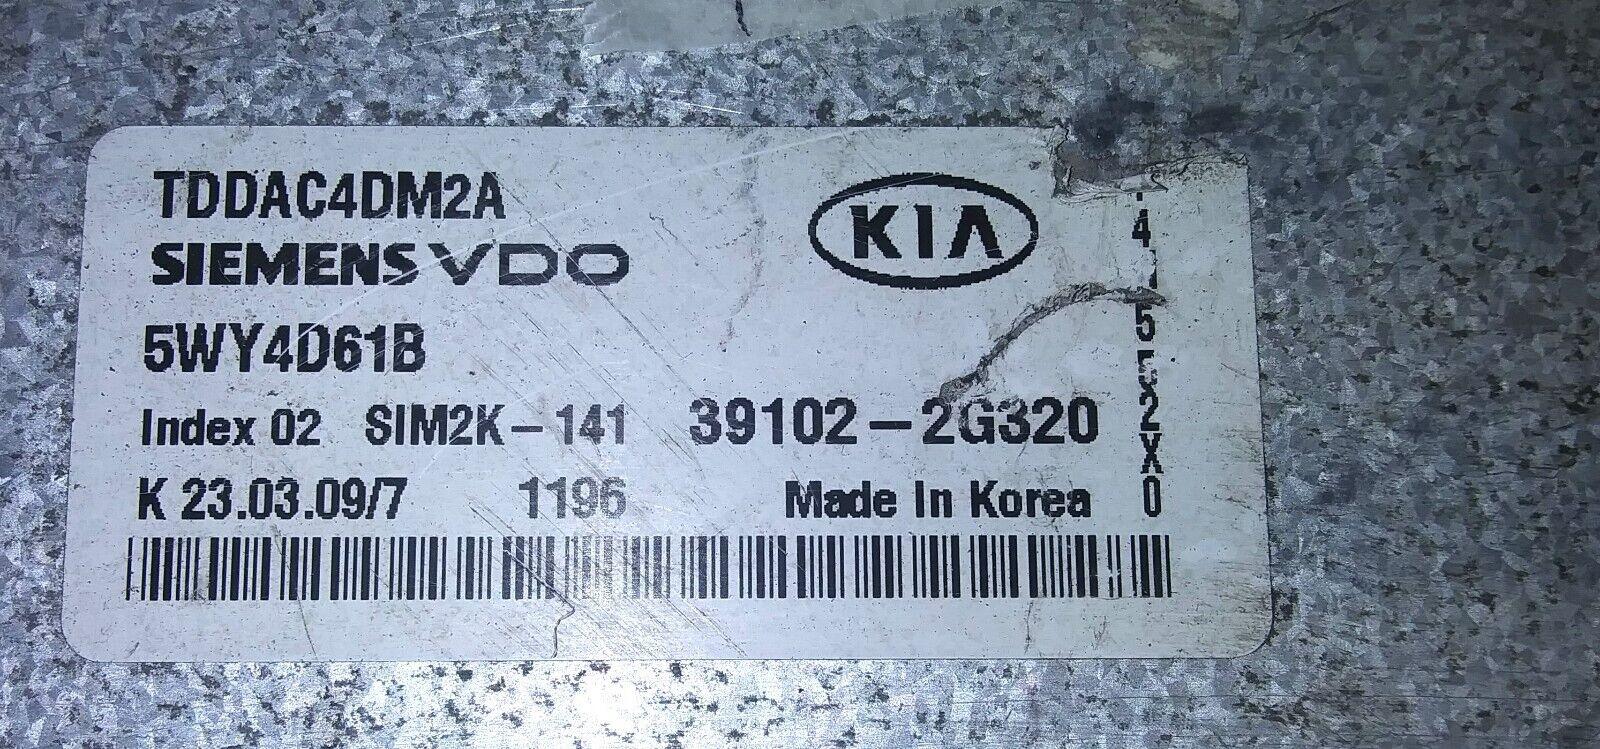 TDDAC4DM2A
KIA
SIEMENS VDO
5WY4D61B
Index 02 SIM2K-141 39102-2G320
K 23.03.09/7 1196 Made In Korea